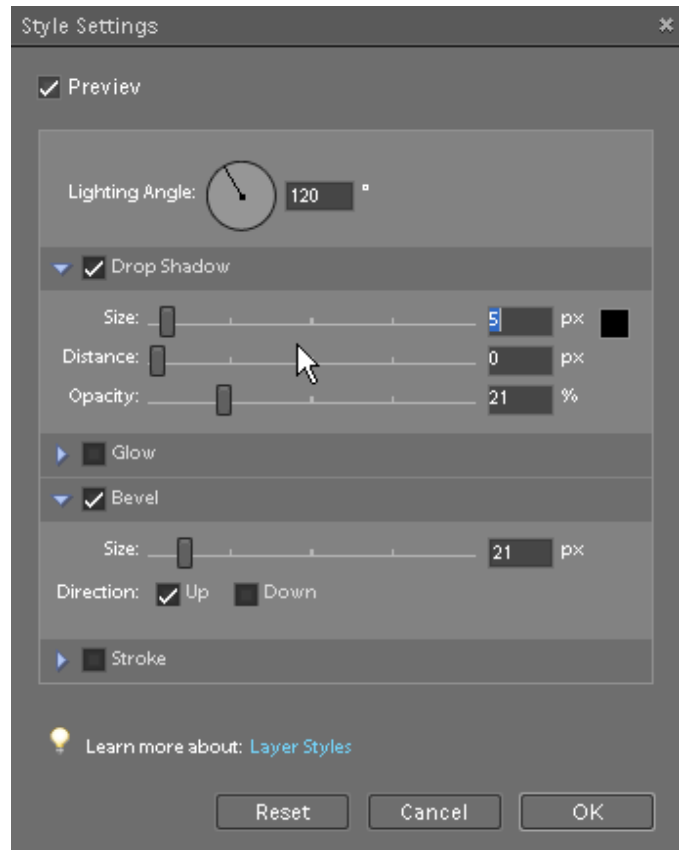 Style Settings
Preview
Lighting Angle: 120 °
Drop Shadow
Size: 5 px
Distance: 0 px
Opacity: 21 %
Glow
Bevel
Size: 21 px
Direction: Up Down
Stroke
Learn more about: Layer Styles
Reset Cancel OK